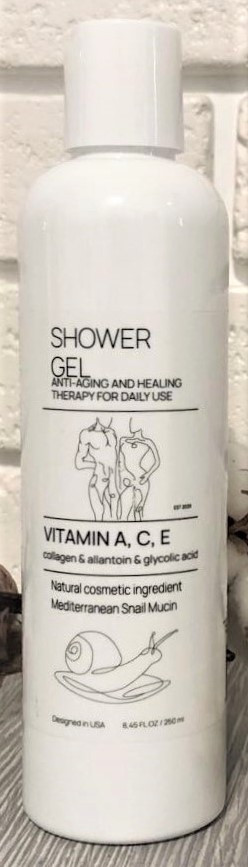 SHOWER
GEL
ANTI-AGING AND HEALING
THERAPY FOR DAILY USE
VITAMIN A, C, E
collagen & allantoin & glycolic acid
Natural cosmetic ingredient
Mediterranean Snail Mucin
Designed in USA 8,45 FL.OZ / 250 ml